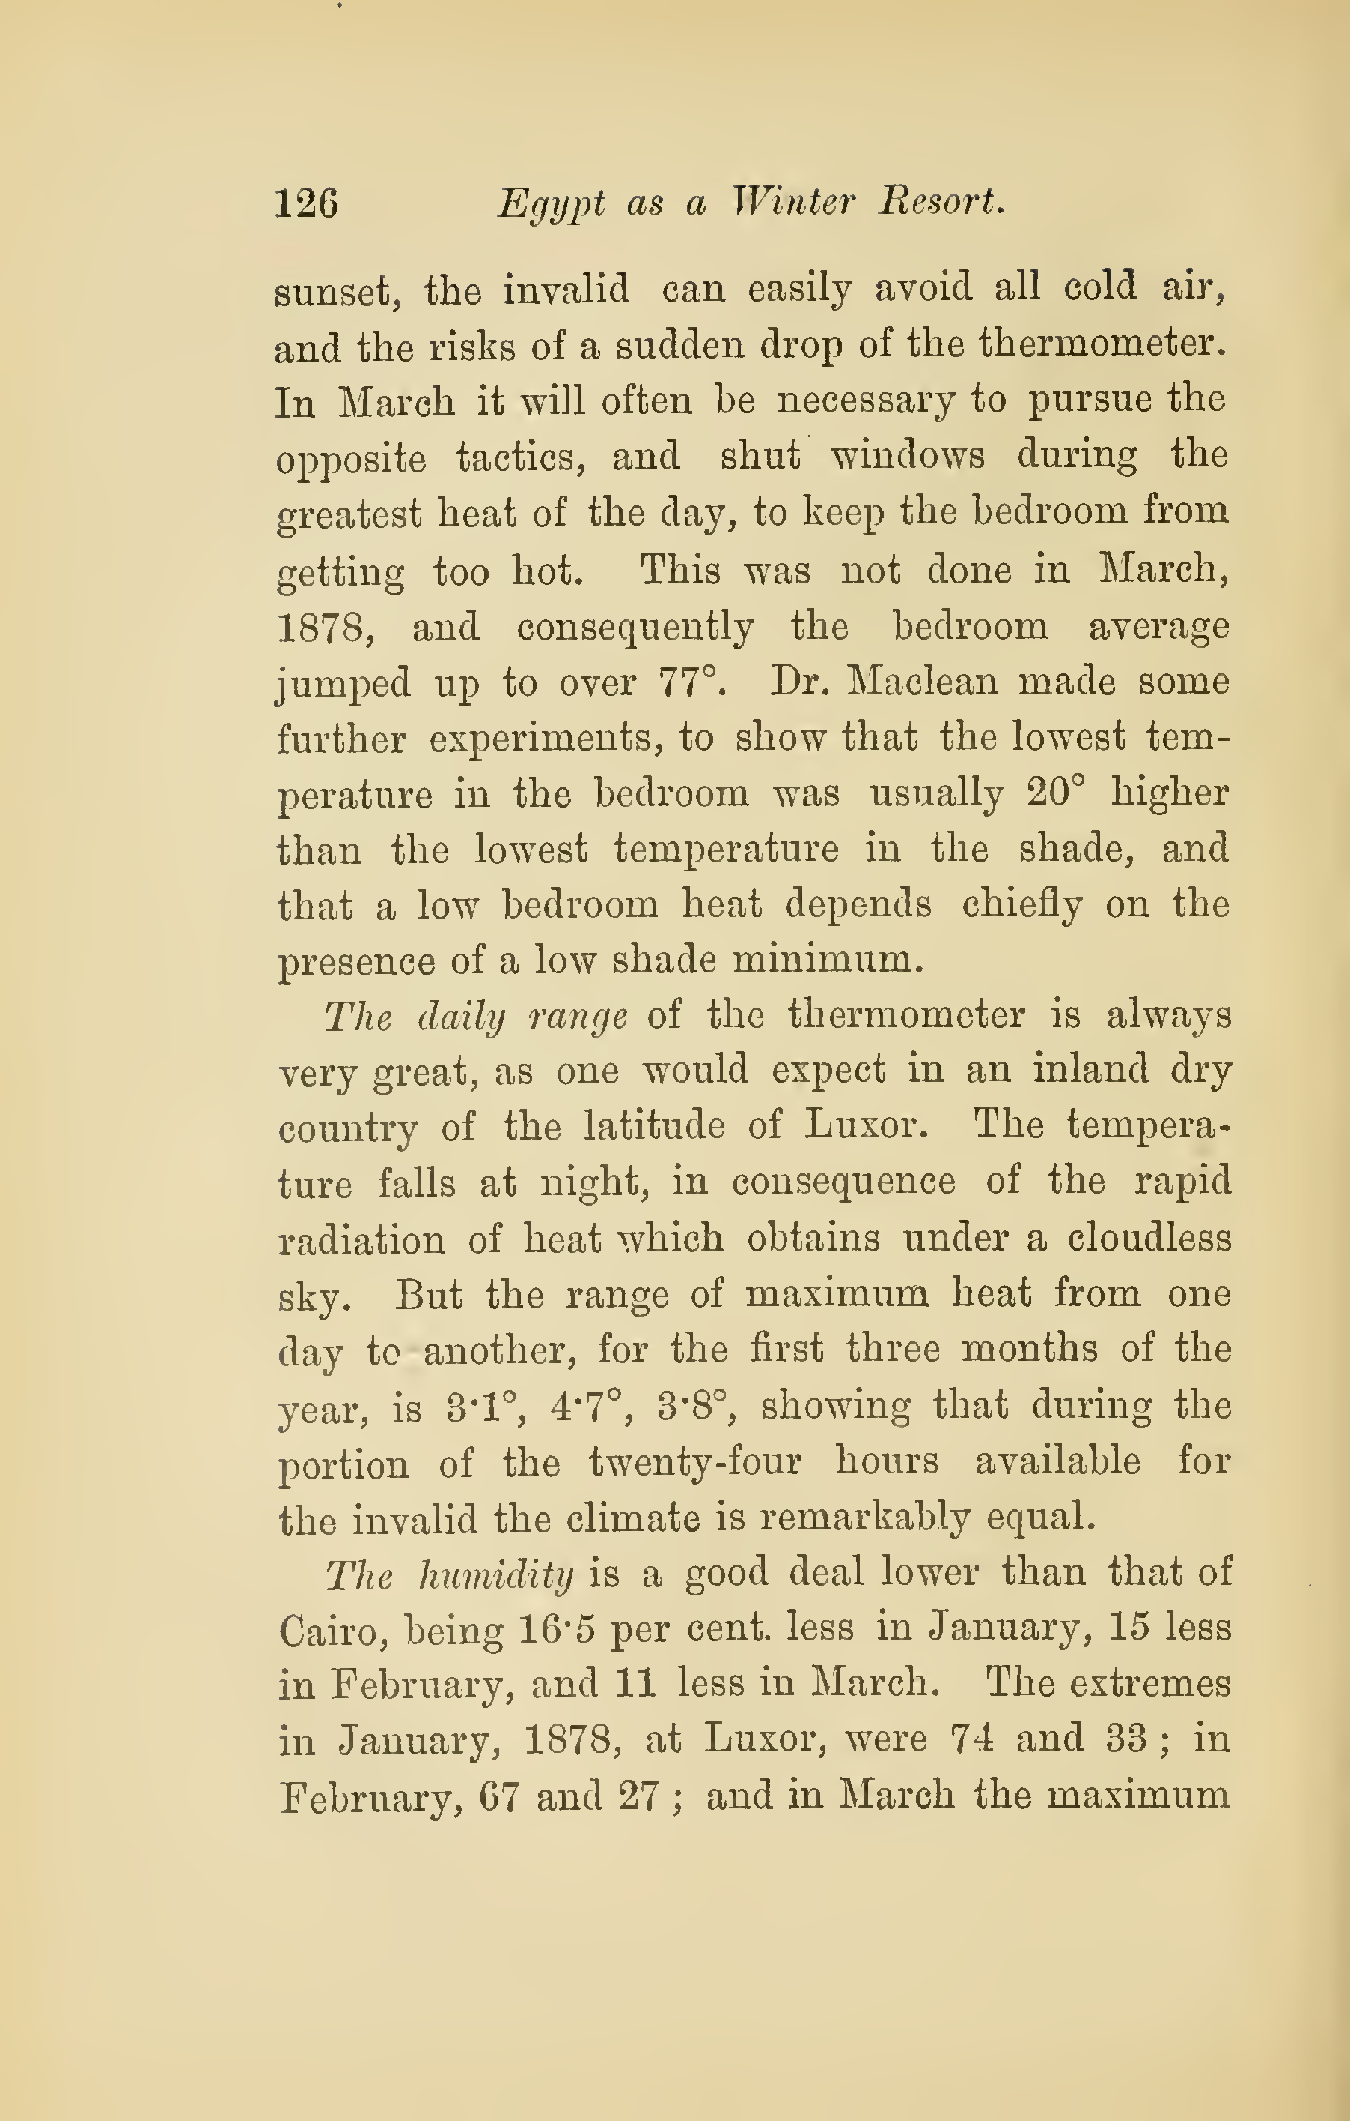 126 Egypt as a Winter Resort.
sunset, the invalid can easily avoid all cold air,
and the risks of a sudden drop of the thermometer.
In March it will often be necessary to pursue the
opposite tactics, and shut windows during the
greatest heat of the day, to keep the bedroom from
getting too hot. This was not done in March,
1878, and consequently the bedroom average
jumped up to over 77°. Dr. Maclean made some
further experiments, to show that the lowest tem-
perature in the bedroom was usually 20° higher
than the lowest temperature in the shade, and
that a low bedroom heat depends chiefly on the
presence of a low shade minimum.
The daily range of the thermometer is always
very great, as one would expect in an inland dry
country of the latitude of Luxor. The tempera-
ture falls at night, in consequence of the rapid
radiation of heat which obtains under a cloudless
sky. But the range of maximum heat from one
day to another, for the first three months of the
year, is 3·1°, 4·7°, 3·8°, showing that during the
portion of the twenty-four hours available for
the invalid the climate is remarkably equal.
The humidity is a good deal lower than that of
Cairo, being 16·5 per cent. less in January, 15 less
in February, and 11 less in March. The extremes
in January, 1878, at Luxor, were 74 and 33 ; in
February, 67 and 27 ; and in March the maximum